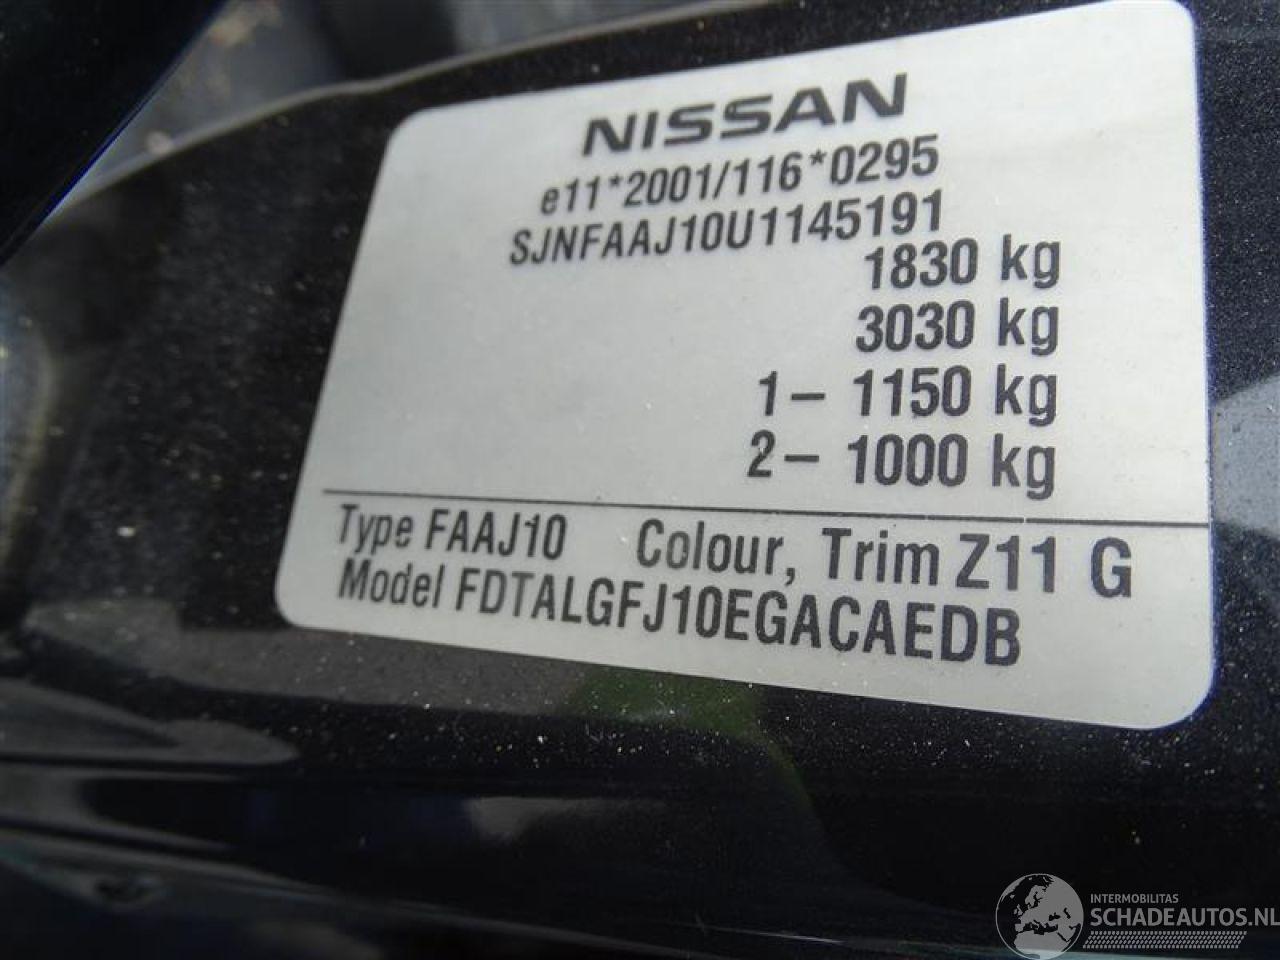 NISSAN
e11*2001/116*0295
SJNFAAJ10U1145191
1830 kg
3030 kg
1– 1150 kg
2– 1000 kg
Type FAAJ10 Colour, Trim Z11 G
Model FDTALGFJ10EGACAEDB
INTERMOBILITAS
SCHADEAUTOS.NL